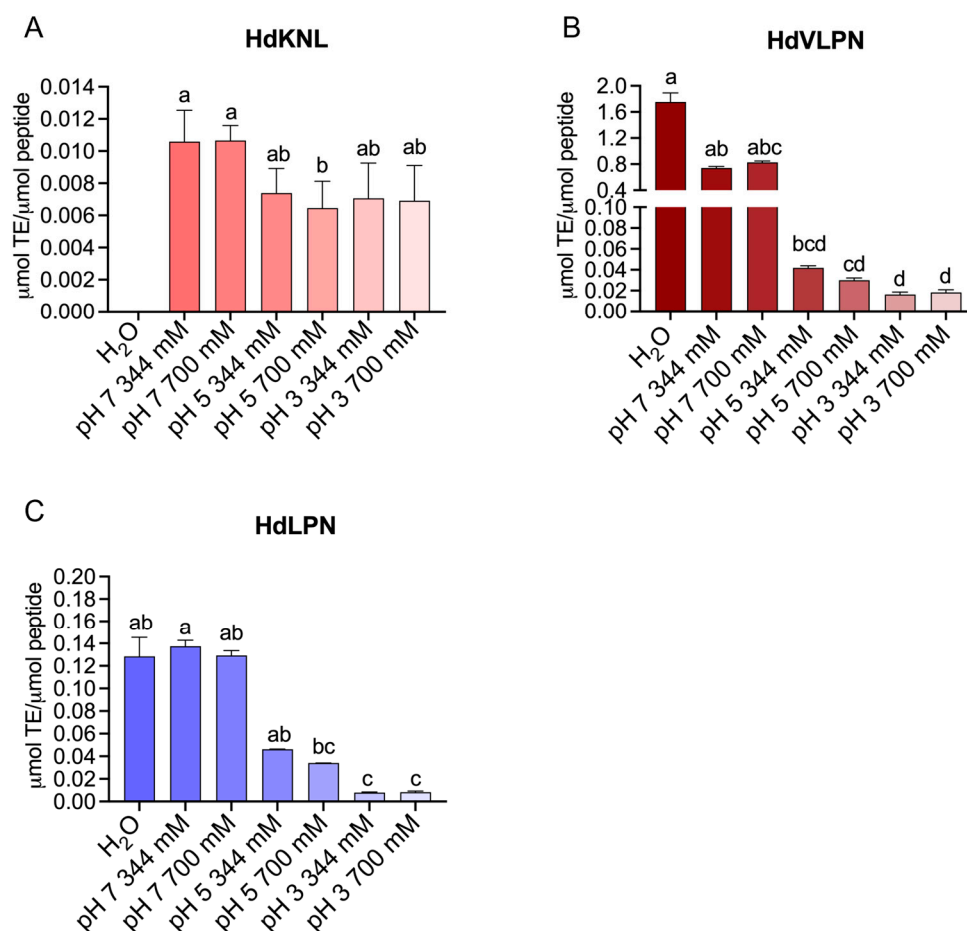 A
HdKNL
μmol TE/μmol peptide
0.014
0.012
0.010
0.008
0.006
0.004
0.002
0.000
a
a
ab
b
ab
ab
H₂O
pH 7 344 mM
pH 7 700 mM
pH 5 344 mM
pH 5 700 mM
pH 3 344 mM
pH 3 700 mM
B
HdVLPN
μmol TE/μmol peptide
2.0
1.6
1.2
0.8
0.4
0.10
0.08
0.06
0.04
0.02
0.00
a
ab
abc
bcd
cd
d
d
H₂O
pH 7 344 mM
pH 7 700 mM
pH 5 344 mM
pH 5 700 mM
pH 3 344 mM
pH 3 700 mM
C
HdLPN
μmol TE/μmol peptide
0.20
0.18
0.16
0.14
0.12
0.10
0.08
0.06
0.04
0.02
0.00
ab
a
ab
ab
bc
c
c
H₂O
pH 7 344 mM
pH 7 700 mM
pH 5 344 mM
pH 5 700 mM
pH 3 344 mM
pH 3 700 mM